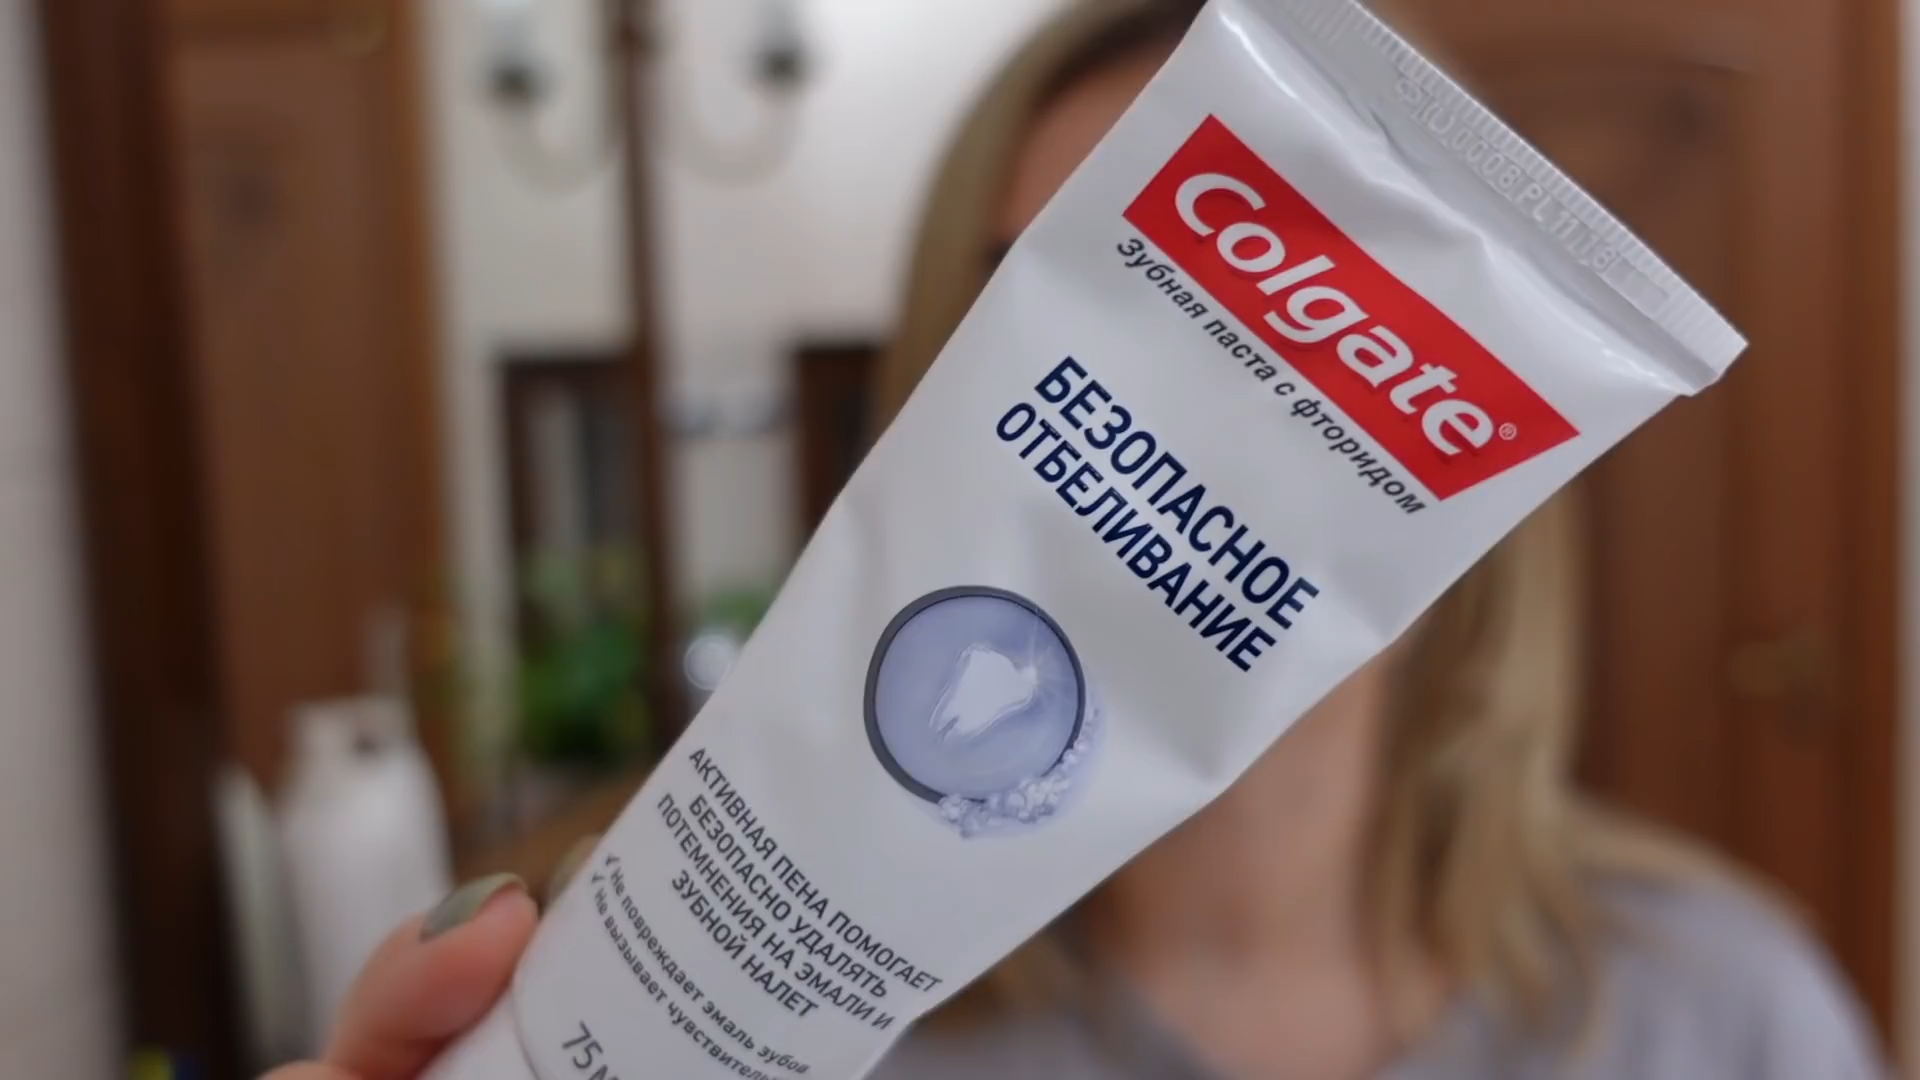 Colgate®
Зубная паста с фторидом
БЕЗОПАСНОЕ
ОТБЕЛИВАНИЕ
АКТИВНАЯ ПЕНА ПОМОГАЕТ
БЕЗОПАСНО УДАЛЯТЬ
ПОТЕМНЕНИЯ НА ЭМАЛИ И
ЗУБНОЙ НАЛЕТ
✓ Не повреждает эмаль зубов
✓ Не вызывает
75